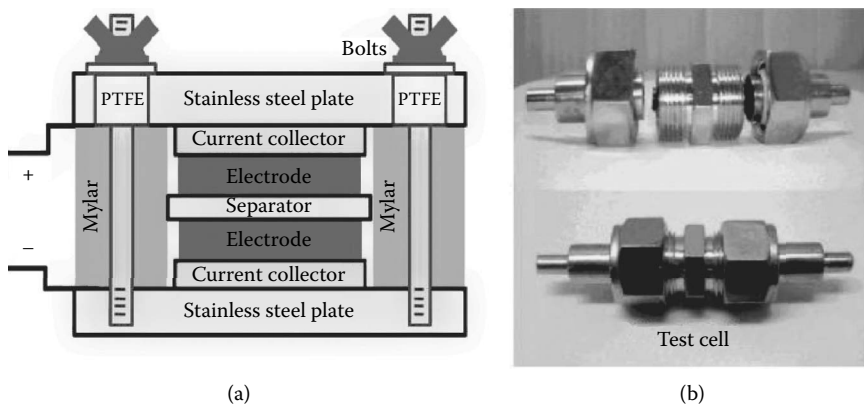 Bolts
PTFE
Stainless steel plate
PTFE
Current collector
+
Electrode
Mylar
Separator
Mylar
−
Electrode
Current collector
Stainless steel plate
(a)
Test cell
(b)